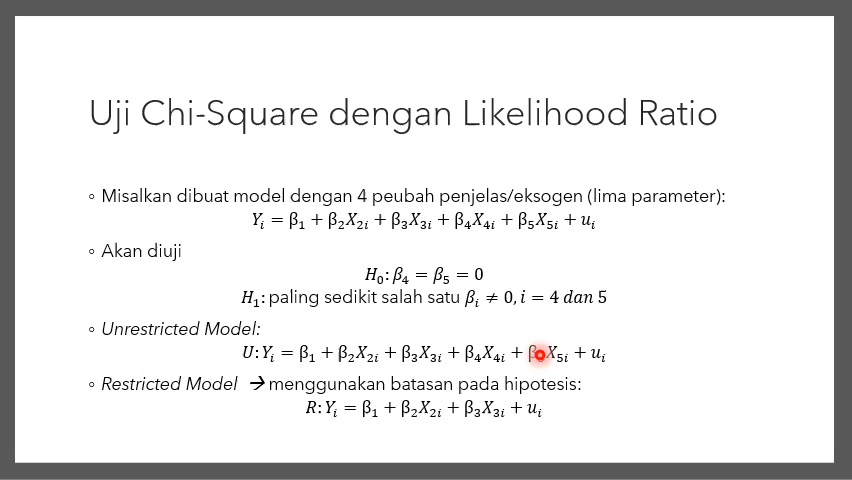 Uji Chi-Square dengan Likelihood Ratio
◦ Misalkan dibuat model dengan 4 peubah penjelas/eksogen (lima parameter):
Yᵢ = β₁ + β₂X₂ᵢ + β₃X₃ᵢ + β₄X₄ᵢ + β₅X₅ᵢ + uᵢ
◦ Akan diuji
H₀: β₄ = β₅ = 0
H₁: paling sedikit salah satu βᵢ ≠ 0, i = 4 dan 5
◦ Unrestricted Model:
U: Yᵢ = β₁ + β₂X₂ᵢ + β₃X₃ᵢ + β₄X₄ᵢ + β X₅ᵢ + uᵢ
◦ Restricted Model → menggunakan batasan pada hipotesis:
R: Yᵢ = β₁ + β₂X₂ᵢ + β₃X₃ᵢ + uᵢ